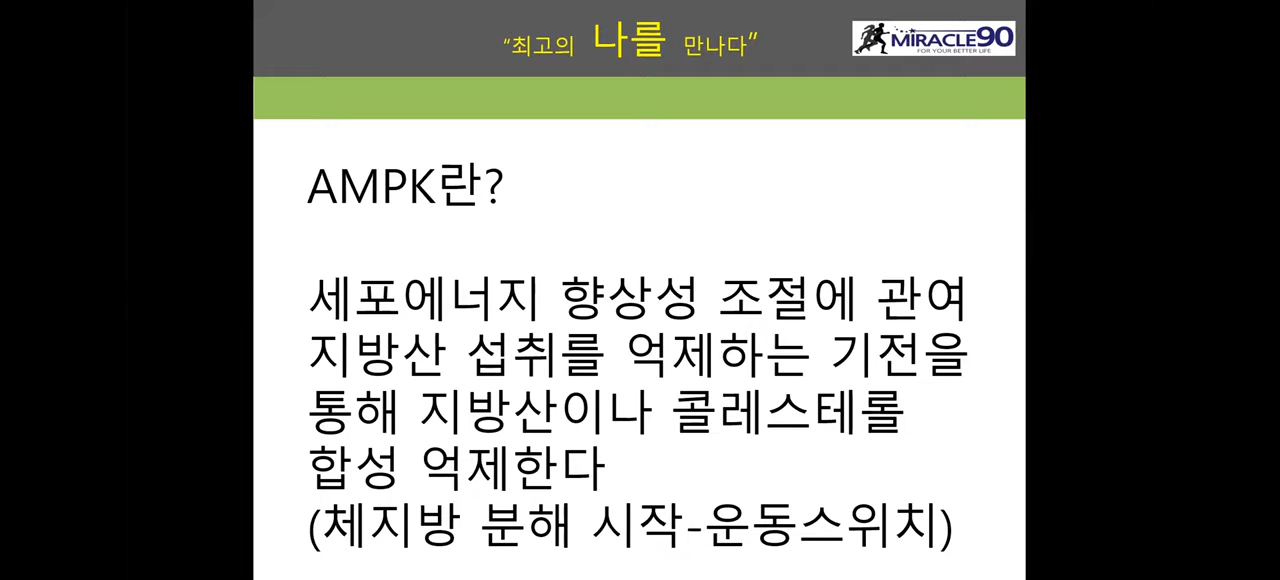 “최고의 나를 만나다”
MIRACLE90
FOR YOUR BETTER LIFE
AMPK란?
세포에너지 향상성 조절에 관여
지방산 섭취를 억제하는 기전을
통해 지방산이나 콜레스테롤
합성 억제한다
(체지방 분해 시작-운동스위치)